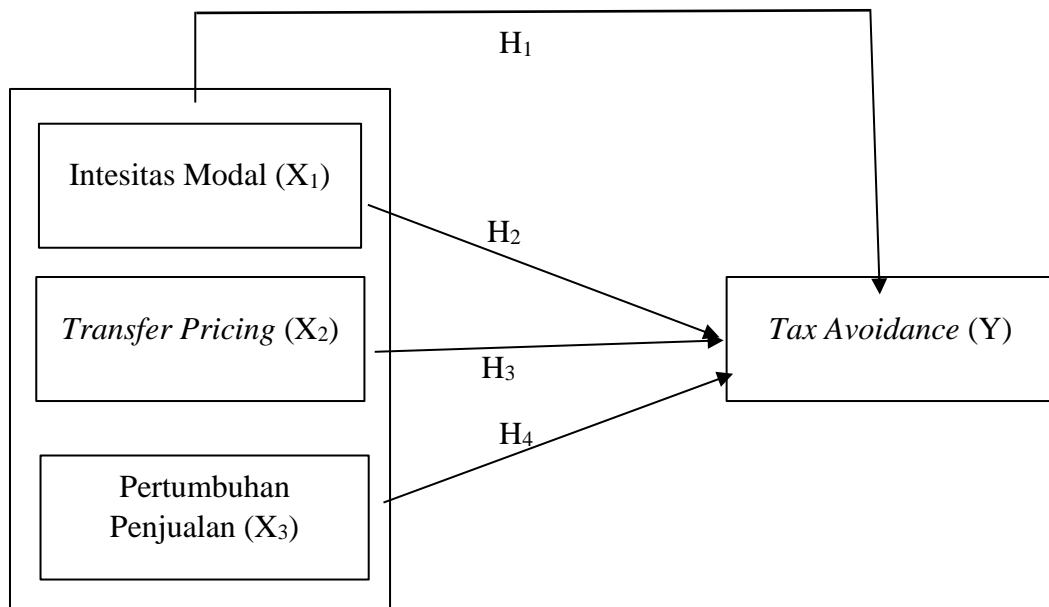 H₁
Intesitas Modal (X₁)
H₂
Transfer Pricing (X₂)
Tax Avoidance (Y)
H₃
H₄
Pertumbuhan
Penjualan (X₃)